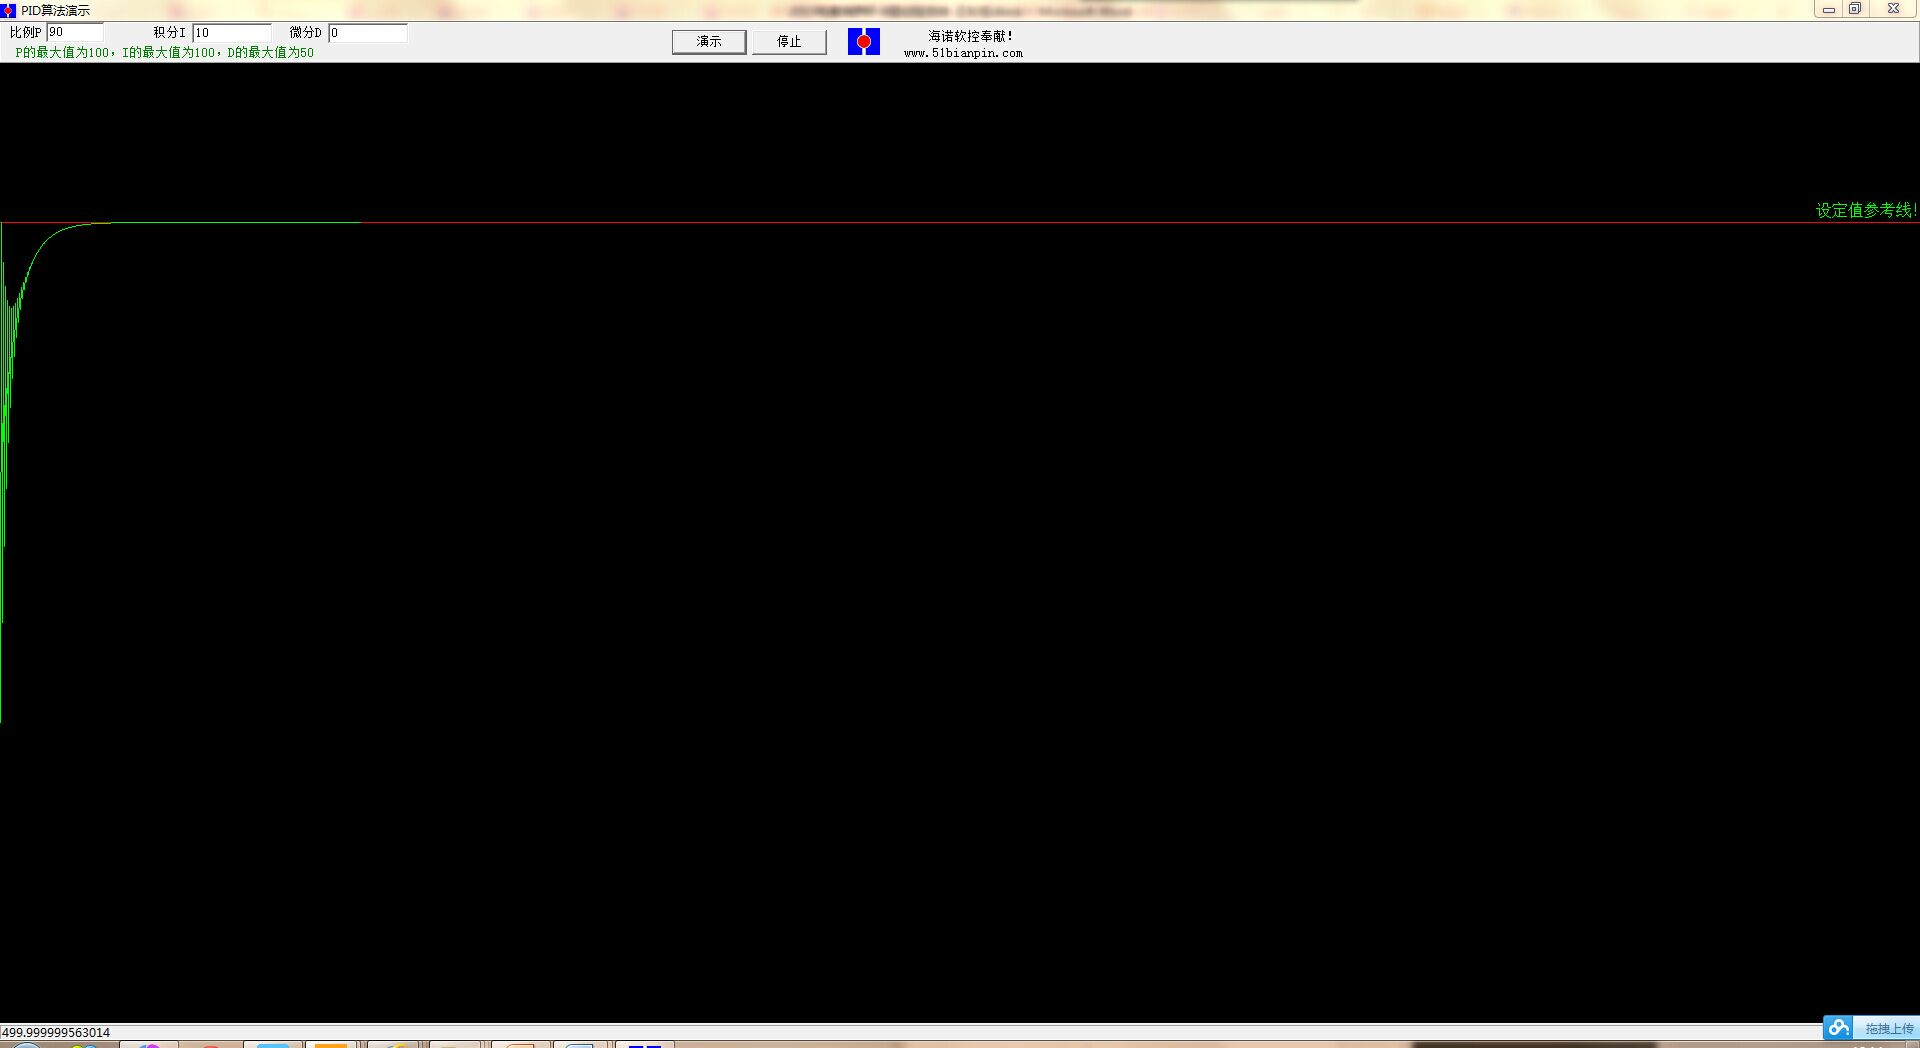 PID算法演示
比例P 90 积分I 10 微分D 0
P的最大值为100，I的最大值为100，D的最大值为50
演示 停止
海诺软控奉献！
www.51bianpin.com
设定值参考线!
499.999999563014
拖拽上传